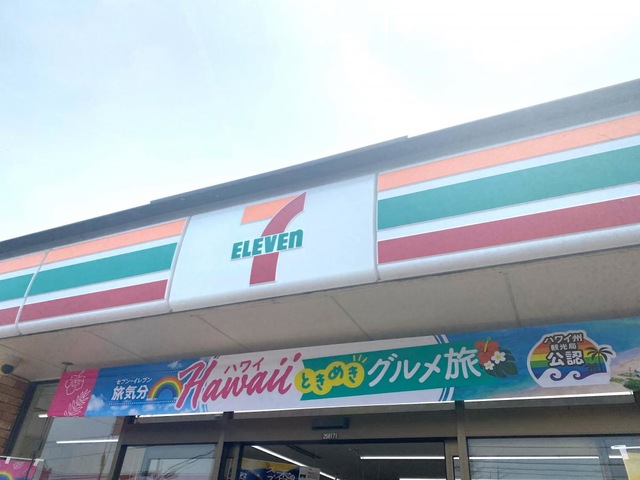 7
ELEVEn
セブン-イレブン
旅気分
ハワイ
Hawaii
ときめき
グルメ旅
ハワイ州
観光局
公認